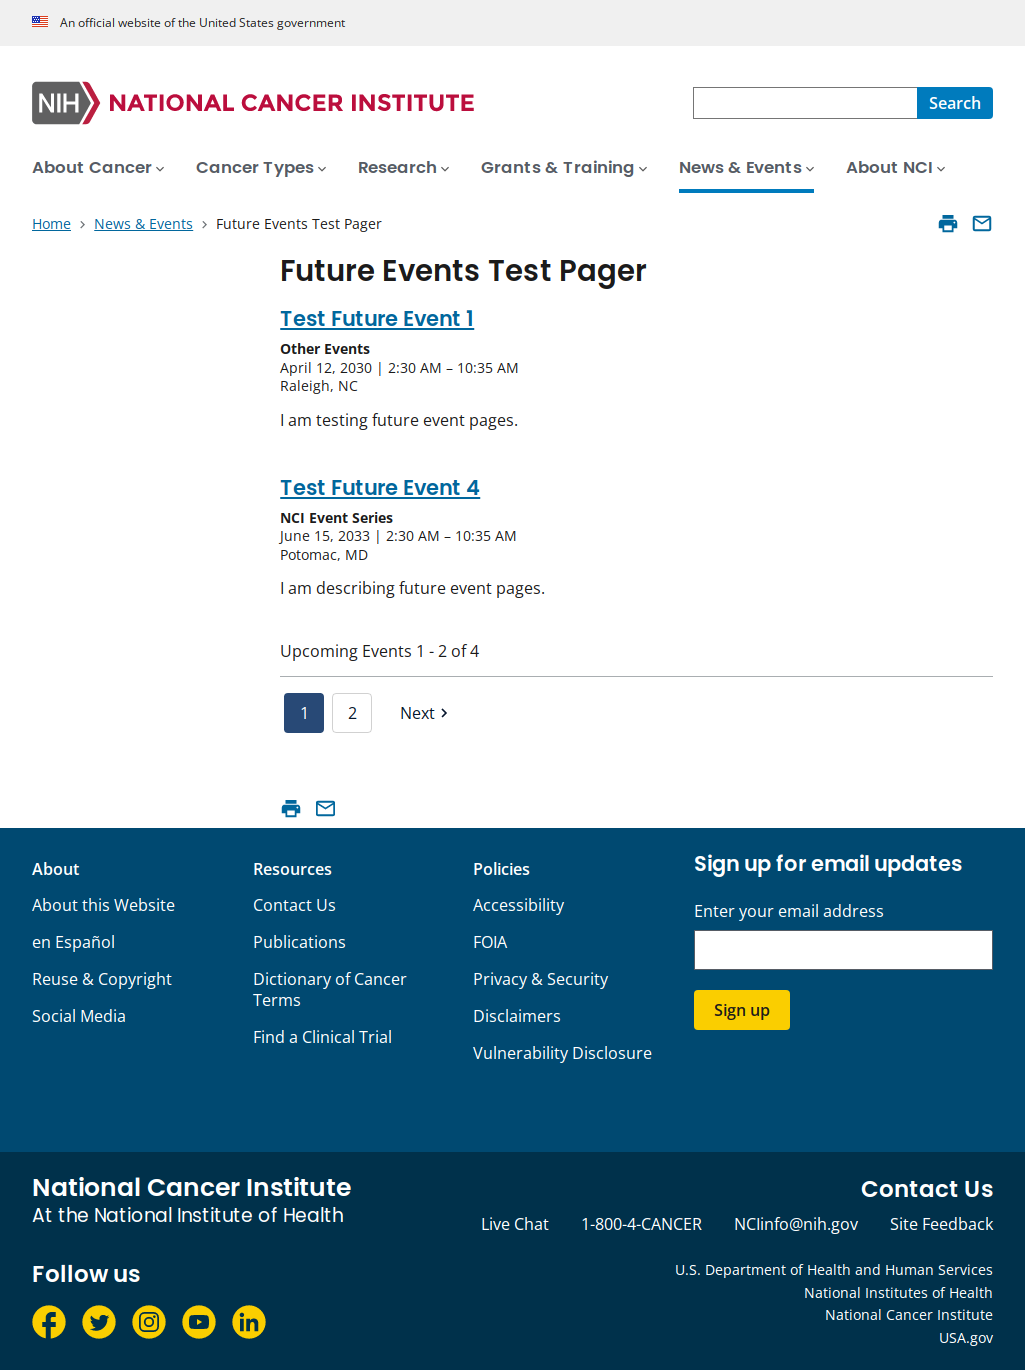 An official website of the United States government
NIH NATIONAL CANCER INSTITUTE
Search
About Cancer Cancer Types Research Grants & Training News & Events About NCI
Home > News & Events > Future Events Test Pager
Future Events Test Pager
Test Future Event 1
Other Events
April 12, 2030 | 2:30 AM – 10:35 AM
Raleigh, NC
I am testing future event pages.
Test Future Event 4
NCI Event Series
June 15, 2033 | 2:30 AM – 10:35 AM
Potomac, MD
I am describing future event pages.
Upcoming Events 1 - 2 of 4
1 2 Next >
About
About this Website
en Español
Reuse & Copyright
Social Media
Resources
Contact Us
Publications
Dictionary of Cancer
Terms
Find a Clinical Trial
Policies
Accessibility
FOIA
Privacy & Security
Disclaimers
Vulnerability Disclosure
Sign up for email updates
Enter your email address
Sign up
National Cancer Institute
At the National Institute of Health
Contact Us
Live Chat 1-800-4-CANCER NCIinfo@nih.gov Site Feedback
Follow us
U.S. Department of Health and Human Services
National Institutes of Health
National Cancer Institute
USA.gov